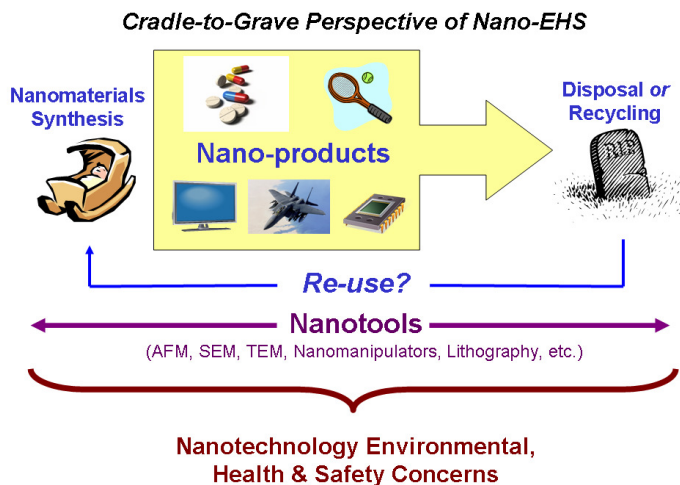 Cradle-to-Grave Perspective of Nano-EHS
Nanomaterials
Synthesis
Nano-products
Disposal or
Recycling
RIP
Re-use?
Nanotools
(AFM, SEM, TEM, Nanomanipulators, Lithography, etc.)
Nanotechnology Environmental,
Health & Safety Concerns